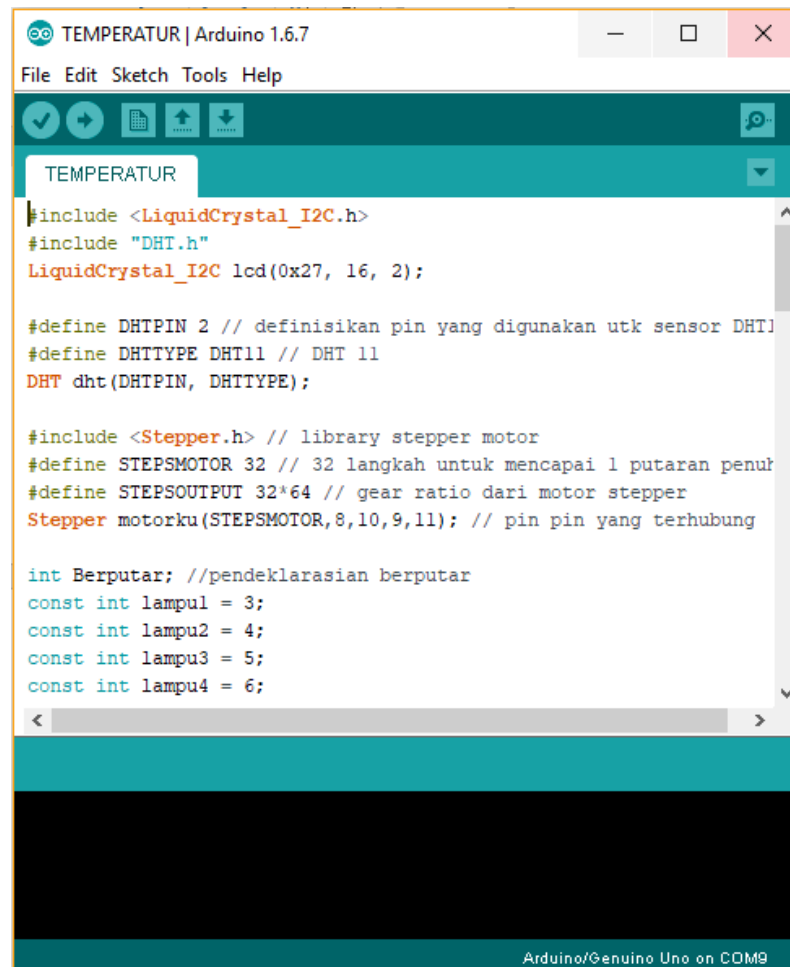 TEMPERATUR | Arduino 1.6.7
File Edit Sketch Tools Help
TEMPERATUR
#include <LiquidCrystal_I2C.h>
#include "DHT.h"
LiquidCrystal_I2C lcd(0x27, 16, 2);
#define DHTPIN 2 // definisikan pin yang digunakan utk sensor
#define DHTTYPE DHT11 // DHT 11
DHT dht(DHTPIN, DHTTYPE);
#include <Stepper.h> // library stepper motor
#define STEPSMOTOR 32 // 32 langkah untuk mencapai 1 putaran penuh
#define STEPSOUTPUT 32*64 // gear ratio dari motor stepper
Stepper motorku(STEPSMOTOR,8,10,9,11); // pin pin yang terhubung
int Berputar; //pendeklarasian berputar
const int lampu1 = 3;
const int lampu2 = 4;
const int lampu3 = 5;
const int lampu4 = 6;
Arduino/Genuino Uno on COM9